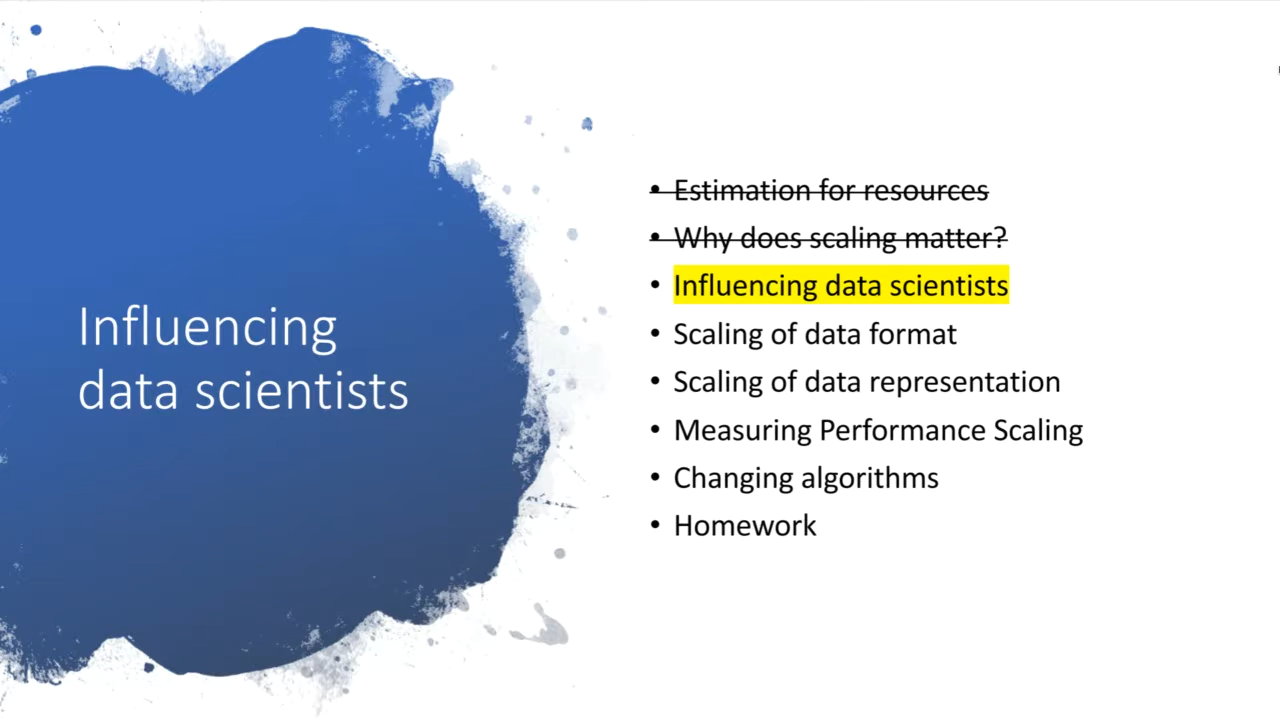 Influencing
data scientists
• Estimation for resources
• Why does scaling matter?
• Influencing data scientists
• Scaling of data format
• Scaling of data representation
• Measuring Performance Scaling
• Changing algorithms
• Homework